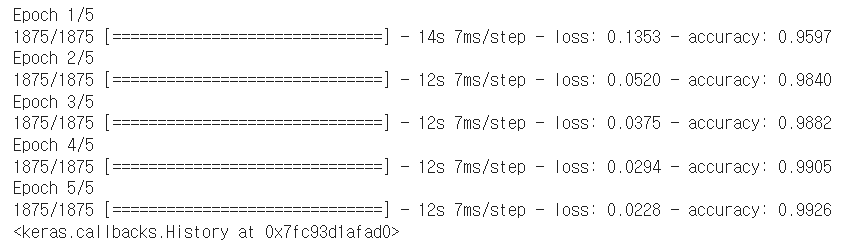 Epoch 1/5
1875/1875 [==============================] - 14s 7ms/step - loss: 0.1353 - accuracy: 0.9597
Epoch 2/5
1875/1875 [==============================] - 12s 7ms/step - loss: 0.0520 - accuracy: 0.9840
Epoch 3/5
1875/1875 [==============================] - 12s 7ms/step - loss: 0.0375 - accuracy: 0.9882
Epoch 4/5
1875/1875 [==============================] - 12s 7ms/step - loss: 0.0294 - accuracy: 0.9905
Epoch 5/5
1875/1875 [==============================] - 12s 7ms/step - loss: 0.0228 - accuracy: 0.9926
<keras.callbacks.History at 0x7fc93d1afad0>